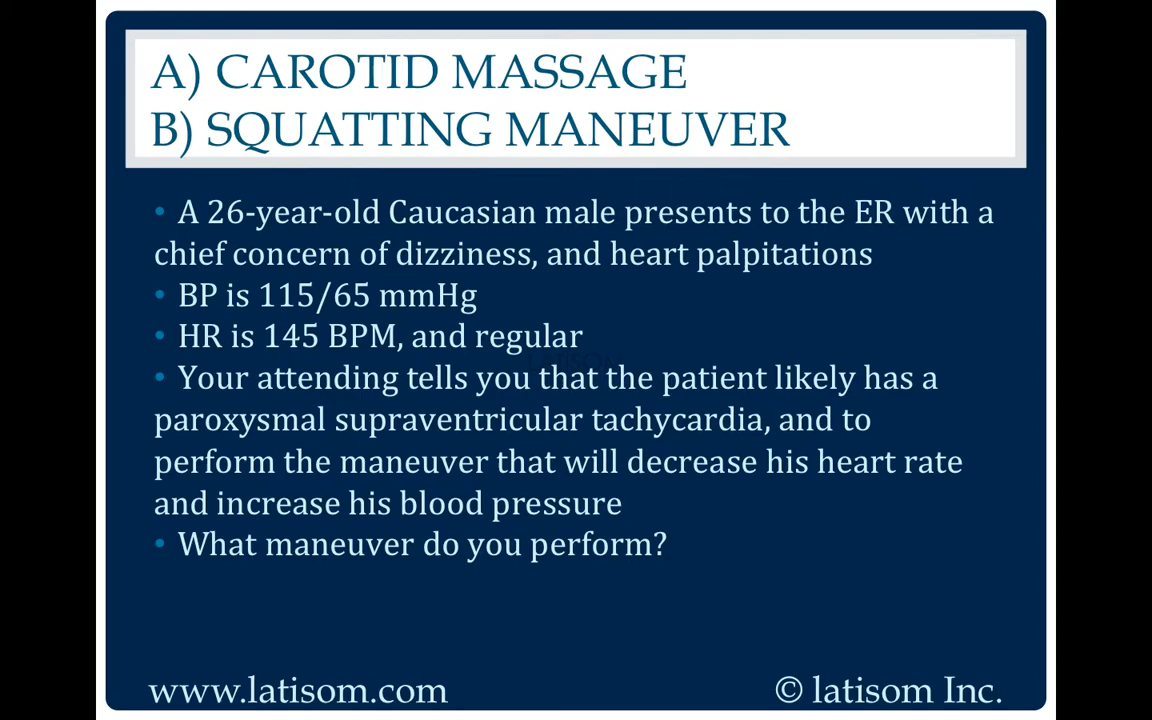 A) CAROTID MASSAGE
B) SQUATTING MANEUVER
• A 26-year-old Caucasian male presents to the ER with a
chief concern of dizziness, and heart palpitations
• BP is 115/65 mmHg
• HR is 145 BPM, and regular
LATISOM
• Your attending tells you that the patient likely has a
paroxysmal supraventricular tachycardia, and to
perform the maneuver that will decrease his heart rate
and increase his blood pressure
• What maneuver do you perform?
www.latisom.com
© latisom Inc.